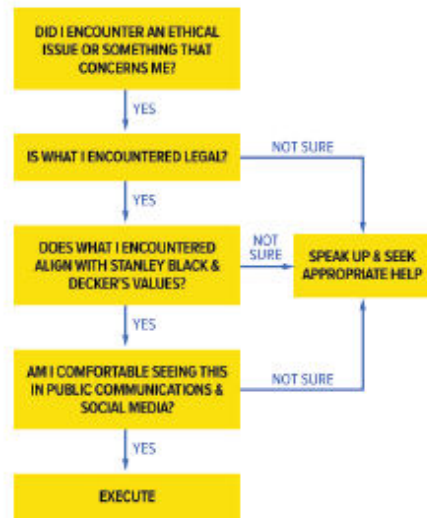 DID I ENCOUNTER AN ETHICAL
ISSUE OR SOMETHING THAT
CONCERNS ME?
YES
IS WHAT I ENCOUNTERED LEGAL?
NOT SURE
YES
DOES WHAT I ENCOUNTERED
ALIGN WITH STANLEY BLACK &
DECKER'S VALUES?
NOT
SURE
SPEAK UP & SEEK
APPROPRIATE HELP
YES
AM I COMFORTABLE SEEING THIS
IN PUBLIC COMMUNICATIONS &
SOCIAL MEDIA?
NOT SURE
YES
EXECUTE